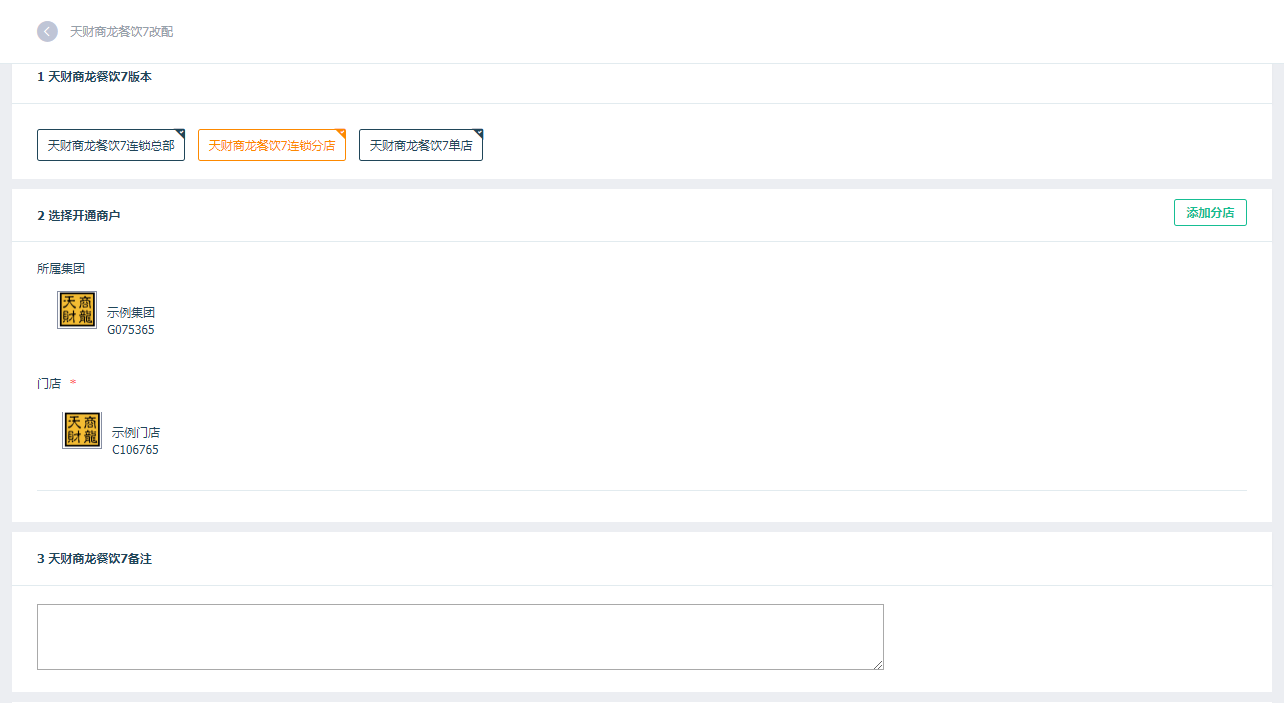 天财商龙餐饮7改配
1 天财商龙餐饮7版本
天财商龙餐饮7连锁总部 天财商龙餐饮7连锁分店 天财商龙餐饮7单店
2 选择开通商户 添加分店
所属集团
天商
财龍
示例集团
G075365
门店 *
天商
财龍
示例门店
C106765
3 天财商龙餐饮7备注